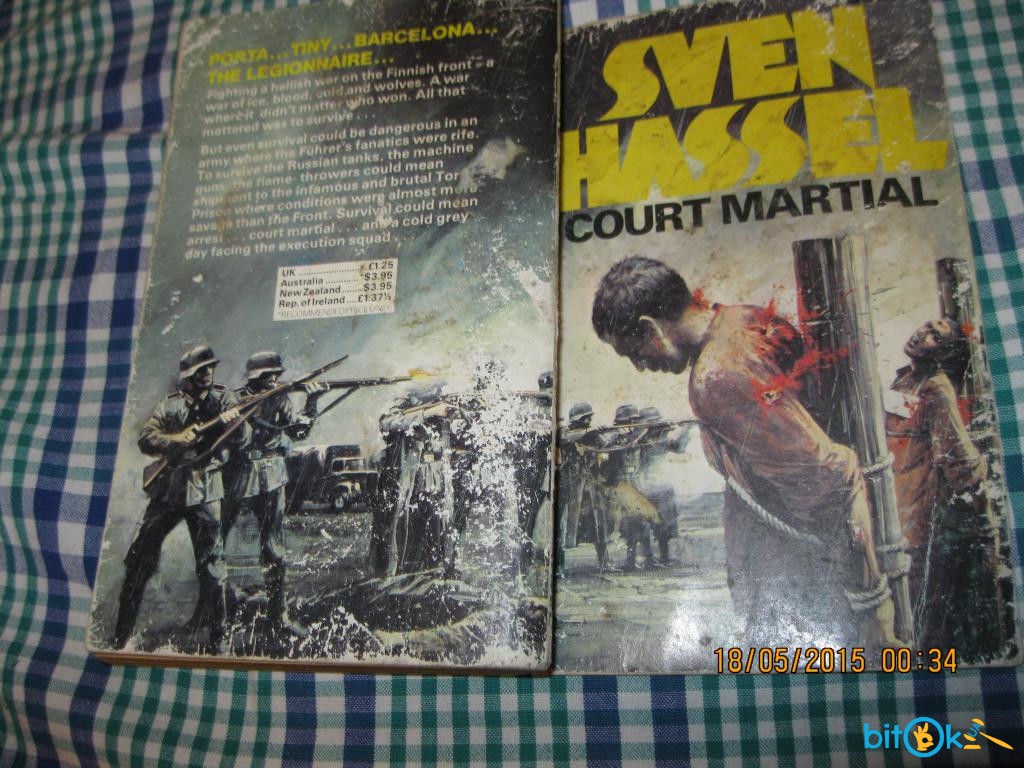 PORTA... TINY... BARCELONA...
THE LEGIONNAIRE...
Fighting a hellish war on the Finnish front - a
war of ice, blood, cold and wolves. A war
where it didn't matter who won. All that
mattered was to survive...
But even survival could be dangerous in an
army where the Führer's fanatics were rife.
To survive the Russian tanks, the machine
guns, the flame-throwers could mean
shipment to the infamous and brutal
Prison where conditions were almost more
savage than the Front. Survival could mean
arrest... court martial... and a cold grey
day facing the execution squad
UK ..................... £1.25
Australia ............ $3.95
New Zealand ....... $3.95
Rep. of Ireland .... £1.37½
*RECOMMENDED PRICE ONLY
SVEN
HASSEL
COURT MARTIAL
18/05/2015 00:34
bitOk